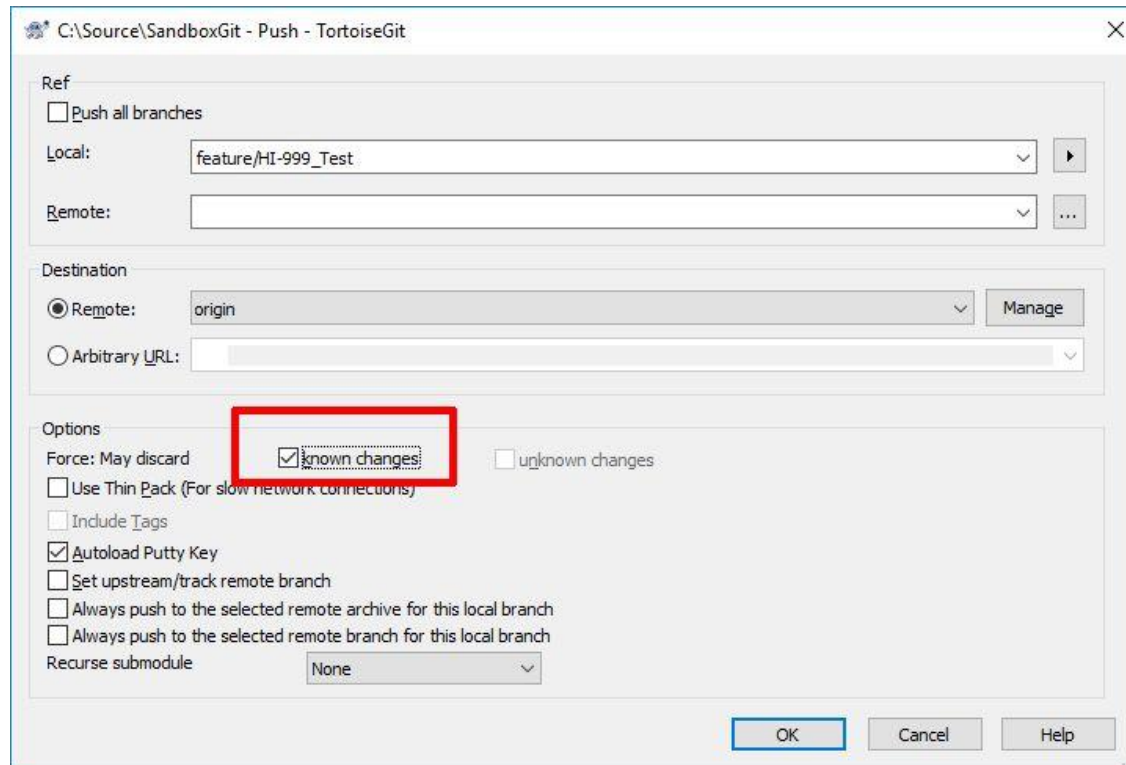 C:\Source\SandboxGit - Push - TortoiseGit
Ref
Push all branches
Local: feature/HI-999_Test
Remote: ...
Destination
Remote: origin Manage
Arbitrary URL:
Options
Force: May discard known changes unknown changes
Use Thin Pack (For slow network connections)
Include Tags
Autoload Putty Key
Set upstream/track remote branch
Always push to the selected remote archive for this local branch
Always push to the selected remote branch for this local branch
Recurse submodule None
OK Cancel Help